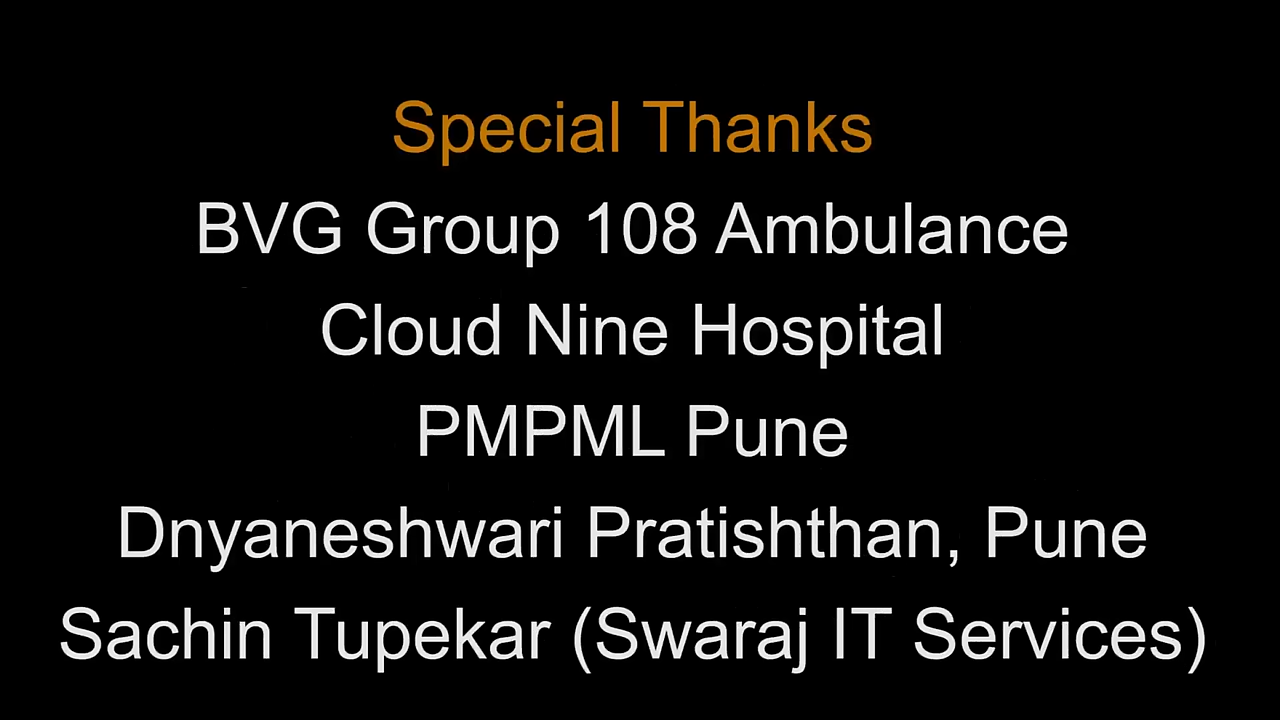 Special Thanks
BVG Group 108 Ambulance
Cloud Nine Hospital
PMPML Pune
Dnyaneshwari Pratishthan, Pune
Sachin Tupekar (Swaraj IT Services)